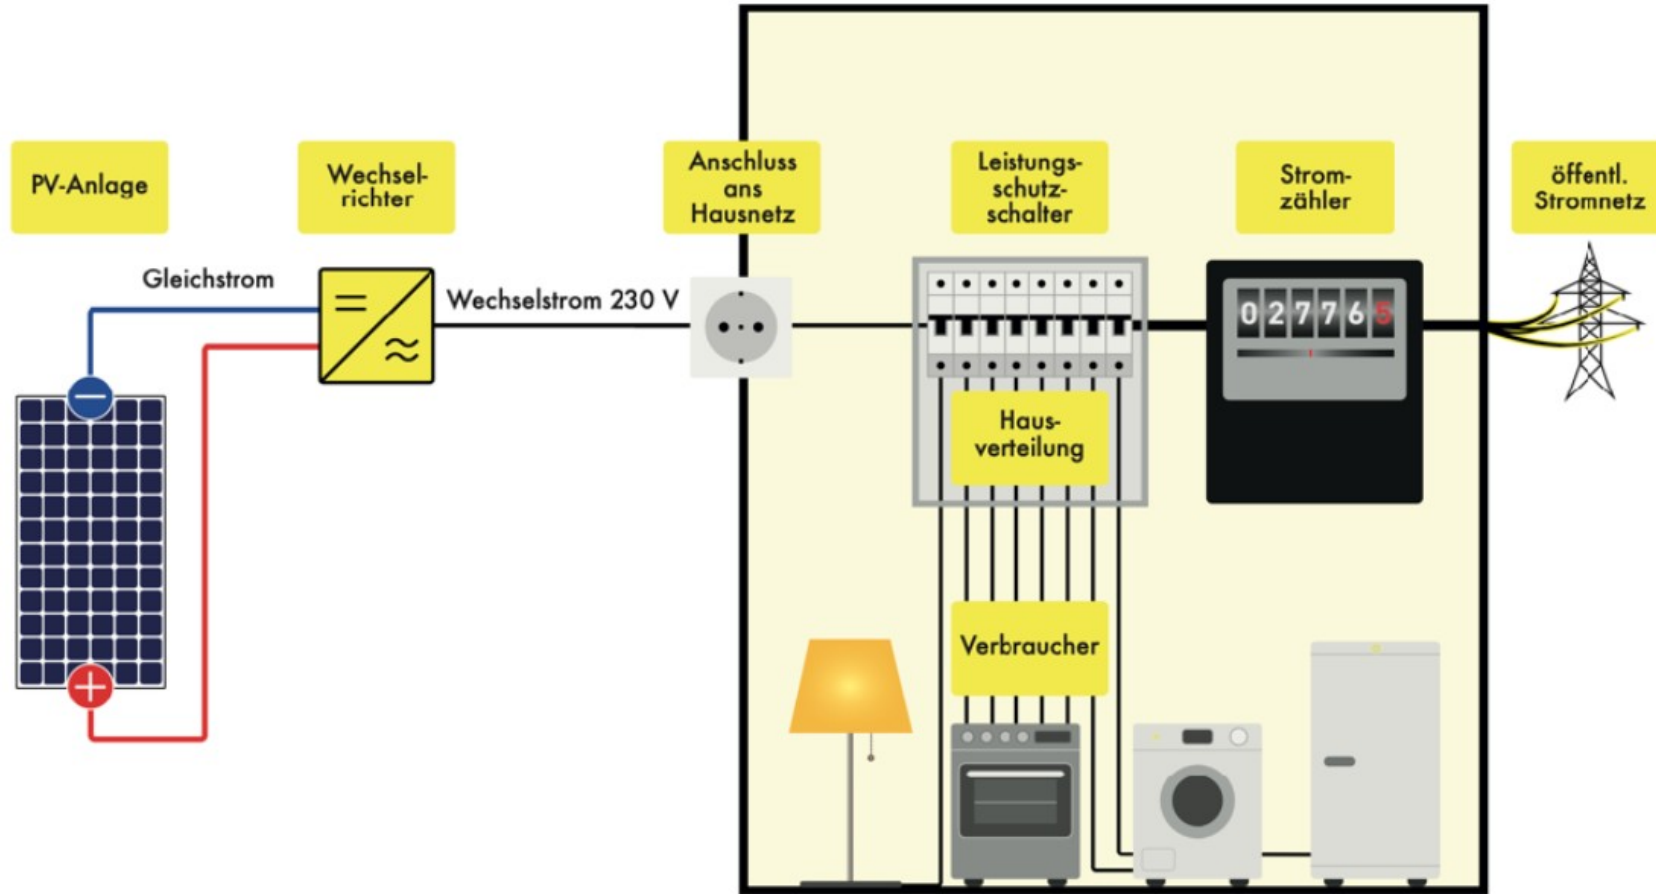 PV-Anlage
Wechsel-
richter
Anschluss
ans
Hausnetz
Leistungs-
schutz-
schalter
Strom-
zähler
öffentl.
Stromnetz
Gleichstrom
Wechselstrom 230 V
027765
Haus-
verteilung
Verbraucher